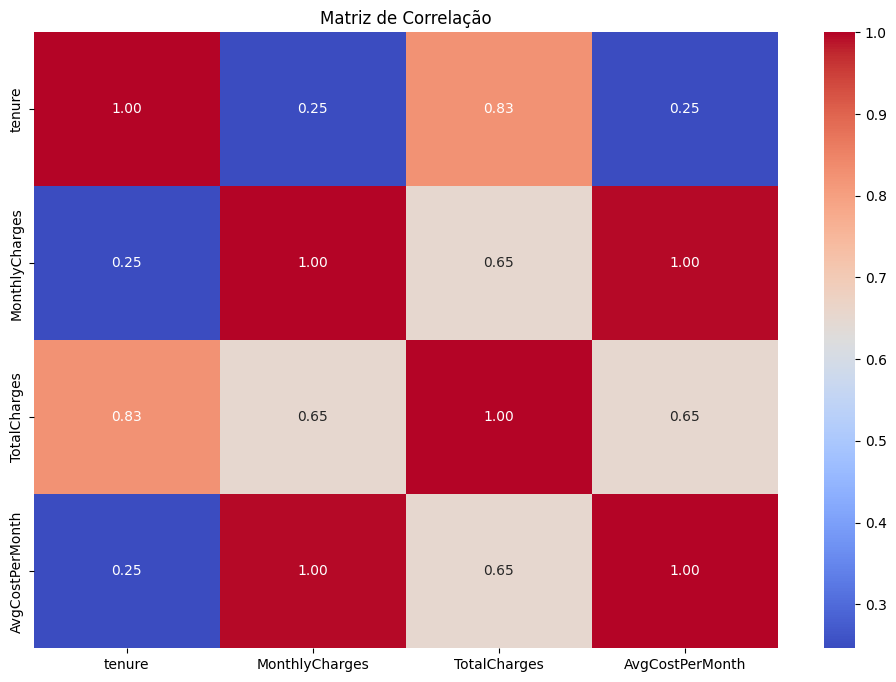 Matriz de Correlação
tenure
1.00 0.25 0.83 0.25
MonthlyCharges
0.25 1.00 0.65 1.00
TotalCharges
0.83 0.65 1.00 0.65
AvgCostPerMonth
0.25 1.00 0.65 1.00
tenure MonthlyCharges TotalCharges AvgCostPerMonth
1.0
0.9
0.8
0.7
0.6
0.5
0.4
0.3